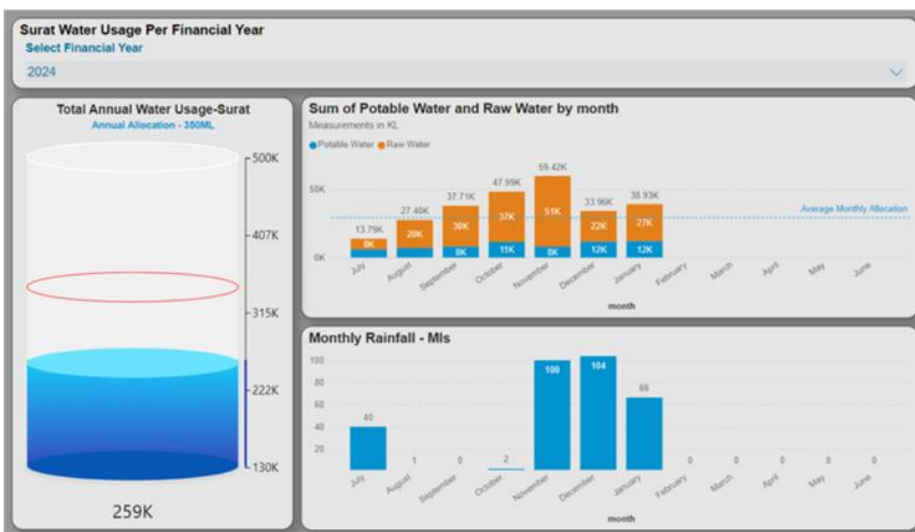 Surat Water Usage Per Financial Year
Select Financial Year
2024
Total Annual Water Usage-Surat
Annual Allocation - 350ML
500K
407K
315K
222K
130K
259K
Sum of Potable Water and Raw Water by month
Measurements in KL
Potable Water Raw Water
50K
0K
13.79K
27.40K
37.71K
47.99K
59.42K
33.96K
38.93K
8K
20K
30K
37K
51K
22K
27K
8K
11K
8K
12K
12K
Average Monthly Allocation
July
August
September
October
November
December
January
February
March
April
May
June
month
Monthly Rainfall - Mls
100
80
60
40
20
40
1
0
2
100
104
66
0
0
0
0
0
July
August
September
October
November
December
January
February
March
April
May
June
month